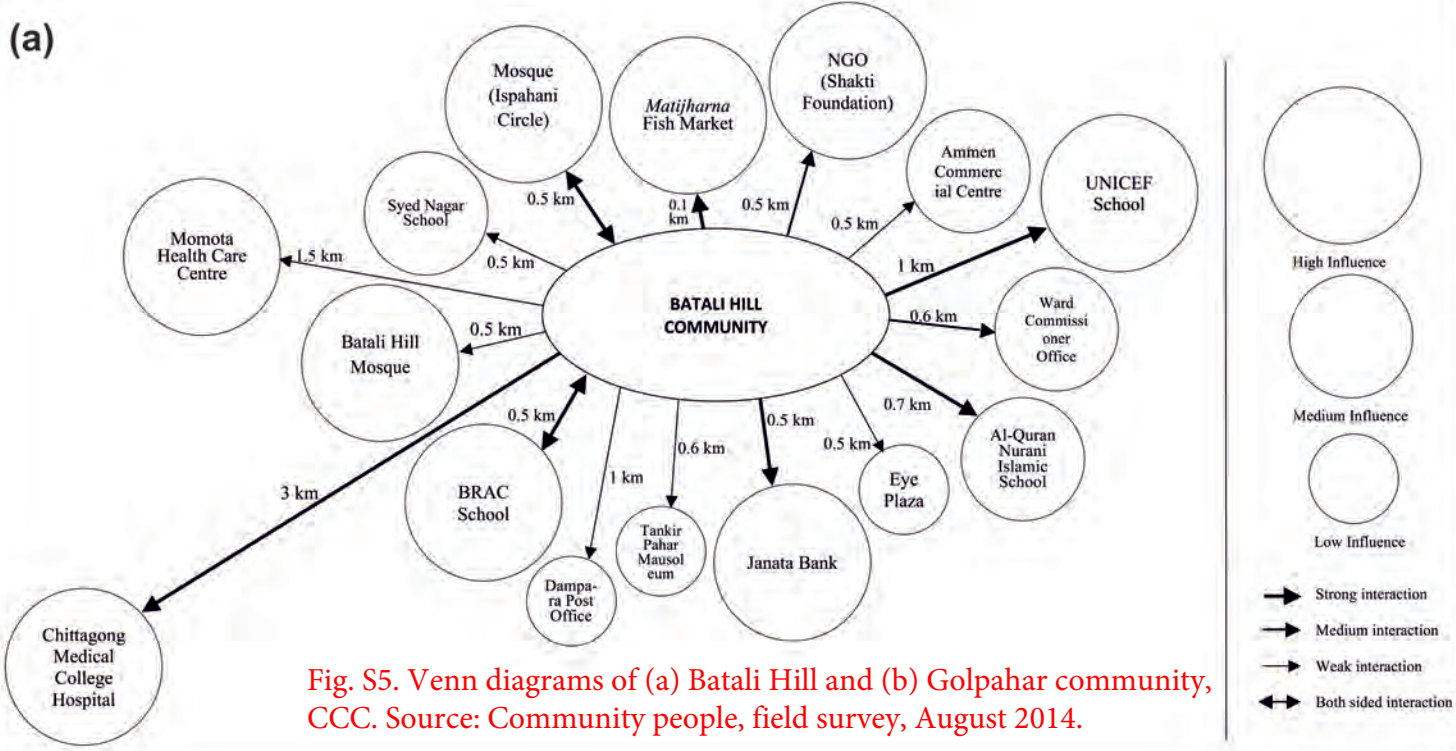 (a)
Mosque
(Ispahani
Circle)
Matijharna
Fish Market
NGO
(Shakti
Foundation)
Ammen
Commerc
ial Centre
UNICEF
School
Syed Nagar
School
Momota
Health Care
Centre
0.5 km
0.1
km
0.5 km
0.5 km
0.5 km
1.5 km
1 km
BATALI HILL
COMMUNITY
Ward
Commissi
oner
Office
0.6 km
Batali Hill
Mosque
0.5 km
0.5 km
0.7 km
0.5 km
0.5 km
0.6 km
1 km
3 km
Al-Quran
Nurani
Islamic
School
Eye
Plaza
BRAC
School
Tankir
Pahar
Mausol
eum
Janata Bank
Dampa-
ra Post
Office
Chittagong
Medical
College
Hospital
High Influence
Medium Influence
Low Influence
Strong interaction
Medium interaction
Weak interaction
Both sided interaction
Fig. S5. Venn diagrams of (a) Batali Hill and (b) Golpahar community,
CCC. Source: Community people, field survey, August 2014.